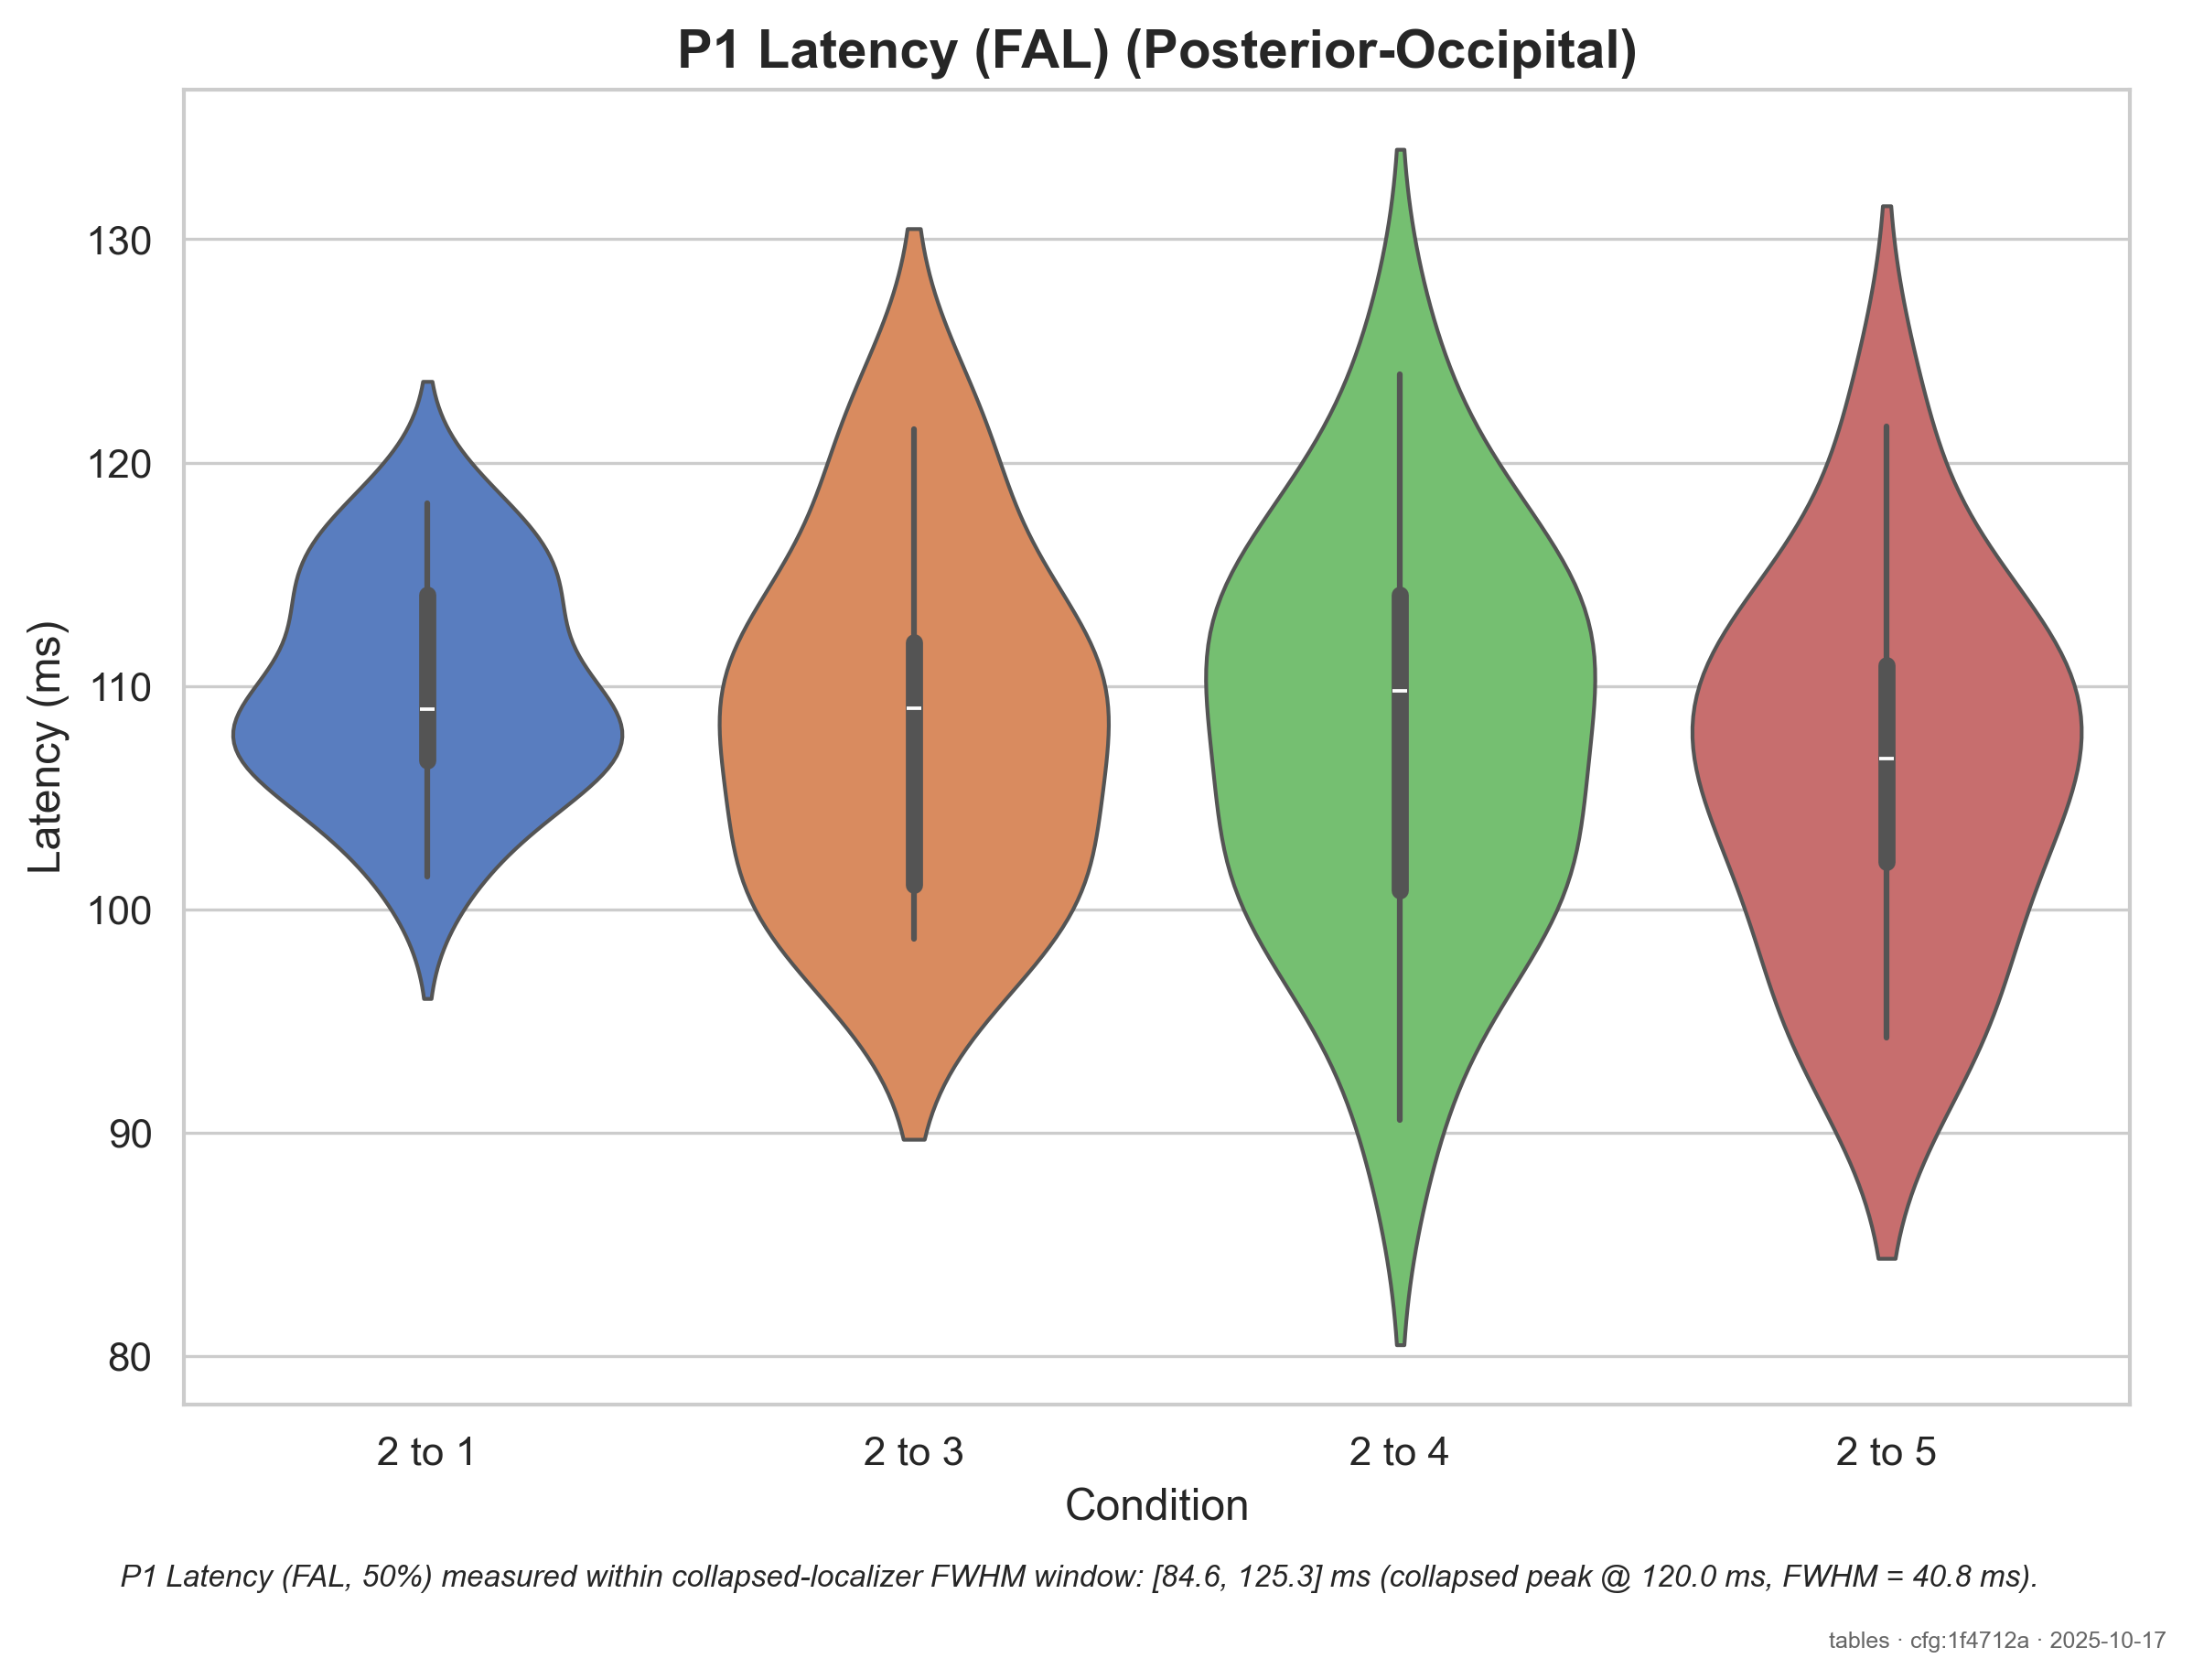 P1 Latency (FAL) (Posterior-Occipital)
Latency (ms)
130
120
110
100
90
80
2 to 1
2 to 3
2 to 4
2 to 5
Condition
P1 Latency (FAL, 50%) measured within collapsed-localizer FWHM window: [84.6, 125.3] ms (collapsed peak @ 120.0 ms, FWHM = 40.8 ms).
tables · cfg:1f4712a · 2025-10-17